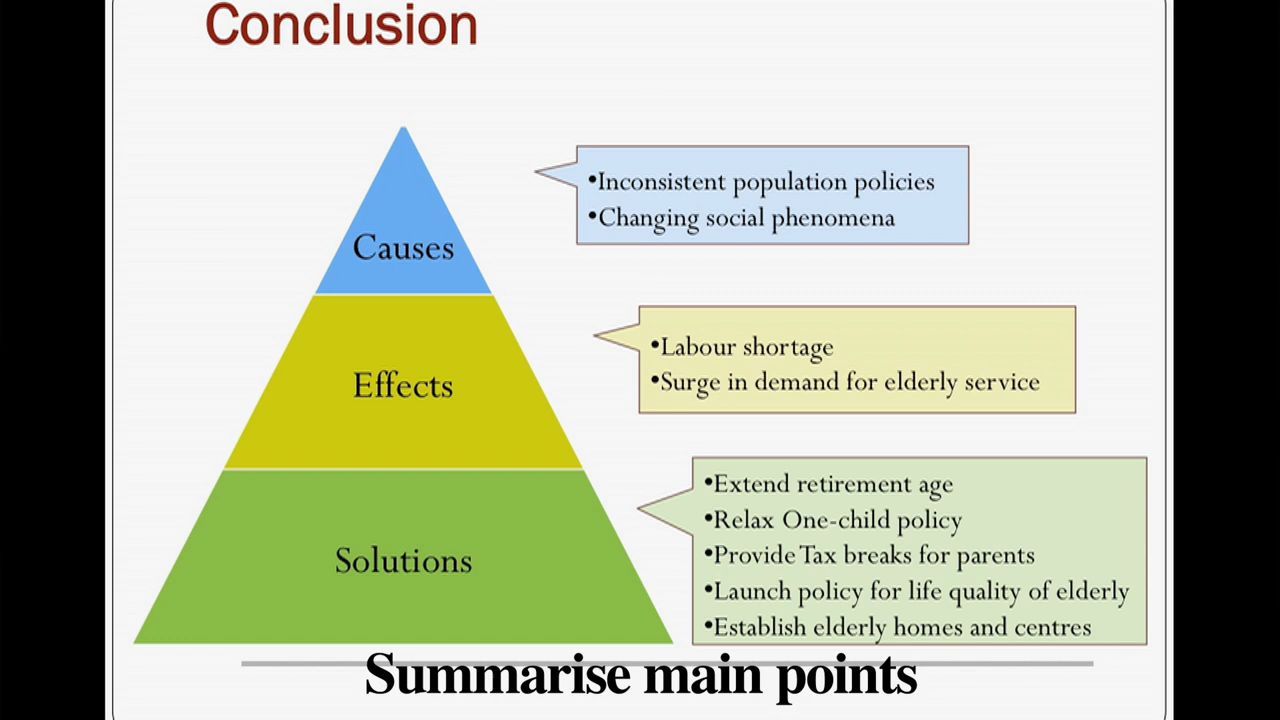 Conclusion
Causes
•Inconsistent population policies
•Changing social phenomena
Effects
•Labour shortage
•Surge in demand for elderly service
Solutions
•Extend retirement age
•Relax One-child policy
•Provide Tax breaks for parents
•Launch policy for life quality of elderly
•Establish elderly homes and centres
Summarise main points